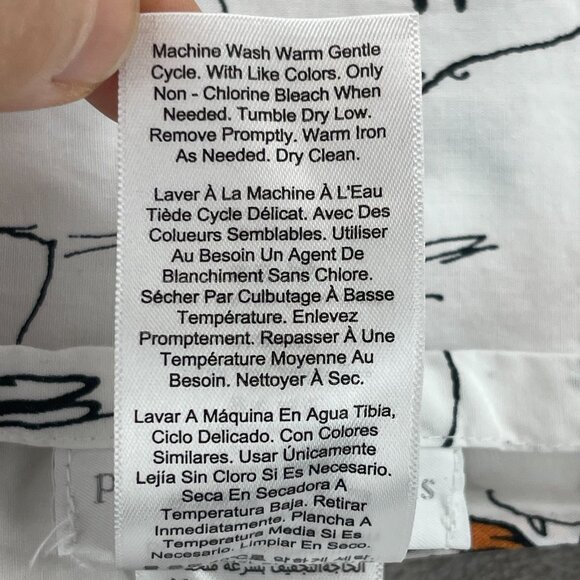 Machine Wash Warm Gentle
Cycle. With Like Colors. Only
Non - Chlorine Bleach When
Needed. Tumble Dry Low.
Remove Promptly. Warm Iron
As Needed. Dry Clean.
Laver À La Machine À L'Eau
Tiède Cycle Délicat. Avec Des
Colueurs Semblables. Utiliser
Au Besoin Un Agent De
Blanchiment Sans Chlore.
Sécher Par Culbutage À Basse
Température. Enlevez
Promptement. Repasser À Une
Température Moyenne Au
Besoin. Nettoyer À Sec.
Lavar A Máquina En Agua Tibia,
Ciclo Delicado. Con Colores
Similares. Usar Únicamente
Lejía Sin Cloro Si Es Necesario.
Seca En Secadora A
Temperatura Baja. Retirar
Inmediatamente. Plancha A
Temperatura Media Si Es
Necesario. Limpiar En Seco.
p s